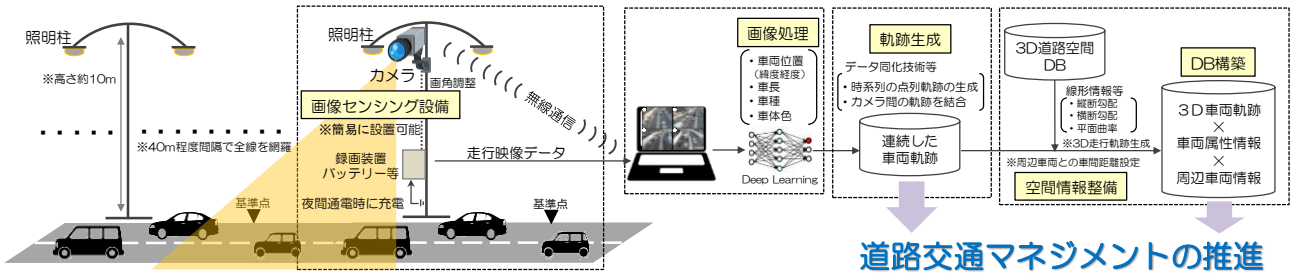 照明柱
※高さ約10m
※40m程度間隔で全線を網羅
照明柱
カメラ
画角調整
画像センシング設備
※簡易に設置可能
録画装置
バッテリー等
夜間通電時に充電
基準点
基準点
無線通信
走行映像データ
画像処理
・車両位置
（緯度経度）
・車長
・車種
・車体色
Deep Learning
軌跡生成
データ同化技術等
・時系列の点列軌跡の生成
・カメラ間の軌跡を結合
連続した
車両軌跡
3D道路空間
DB
線形情報等
・縦断勾配
・横断勾配
・平面曲率
※3D走行軌跡生成
※周辺車両との車間距離設定
空間情報整備
DB構築
3D車両軌跡
×
車両属性情報
×
周辺車両情報
道路交通マネジメントの推進